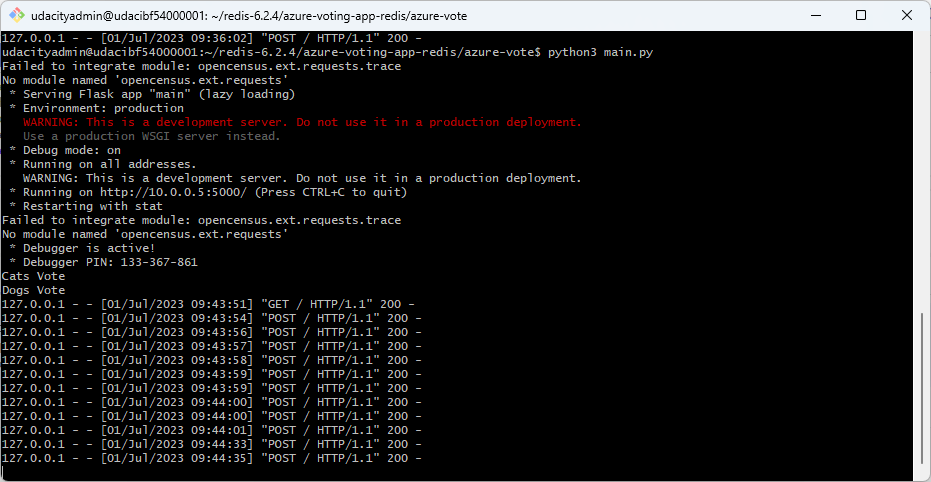 udacityadmin@udacibf54000001: ~/redis-6.2.4/azure-voting-app-redis/azure-vote
127.0.0.1 - - [01/Jul/2023 09:36:02] "POST / HTTP/1.1" 200 -
udacityadmin@udacibf54000001:~/redis-6.2.4/azure-voting-app-redis/azure-vote$ python3 main.py
Failed to integrate module: opencensus.ext.requests.trace
No module named 'opencensus.ext.requests'
 * Serving Flask app "main" (lazy loading)
 * Environment: production
   WARNING: This is a development server. Do not use it in a production deployment.
   Use a production WSGI server instead.
 * Debug mode: on
 * Running on all addresses.
   WARNING: This is a development server. Do not use it in a production deployment.
 * Running on http://10.0.0.5:5000/ (Press CTRL+C to quit)
 * Restarting with stat
Failed to integrate module: opencensus.ext.requests.trace
No module named 'opencensus.ext.requests'
 * Debugger is active!
 * Debugger PIN: 133-367-861
Cats Vote
Dogs Vote
127.0.0.1 - - [01/Jul/2023 09:43:51] "GET / HTTP/1.1" 200 -
127.0.0.1 - - [01/Jul/2023 09:43:54] "POST / HTTP/1.1" 200 -
127.0.0.1 - - [01/Jul/2023 09:43:56] "POST / HTTP/1.1" 200 -
127.0.0.1 - - [01/Jul/2023 09:43:57] "POST / HTTP/1.1" 200 -
127.0.0.1 - - [01/Jul/2023 09:43:58] "POST / HTTP/1.1" 200 -
127.0.0.1 - - [01/Jul/2023 09:43:59] "POST / HTTP/1.1" 200 -
127.0.0.1 - - [01/Jul/2023 09:43:59] "POST / HTTP/1.1" 200 -
127.0.0.1 - - [01/Jul/2023 09:44:00] "POST / HTTP/1.1" 200 -
127.0.0.1 - - [01/Jul/2023 09:44:00] "POST / HTTP/1.1" 200 -
127.0.0.1 - - [01/Jul/2023 09:44:01] "POST / HTTP/1.1" 200 -
127.0.0.1 - - [01/Jul/2023 09:44:33] "POST / HTTP/1.1" 200 -
127.0.0.1 - - [01/Jul/2023 09:44:35] "POST / HTTP/1.1" 200 -